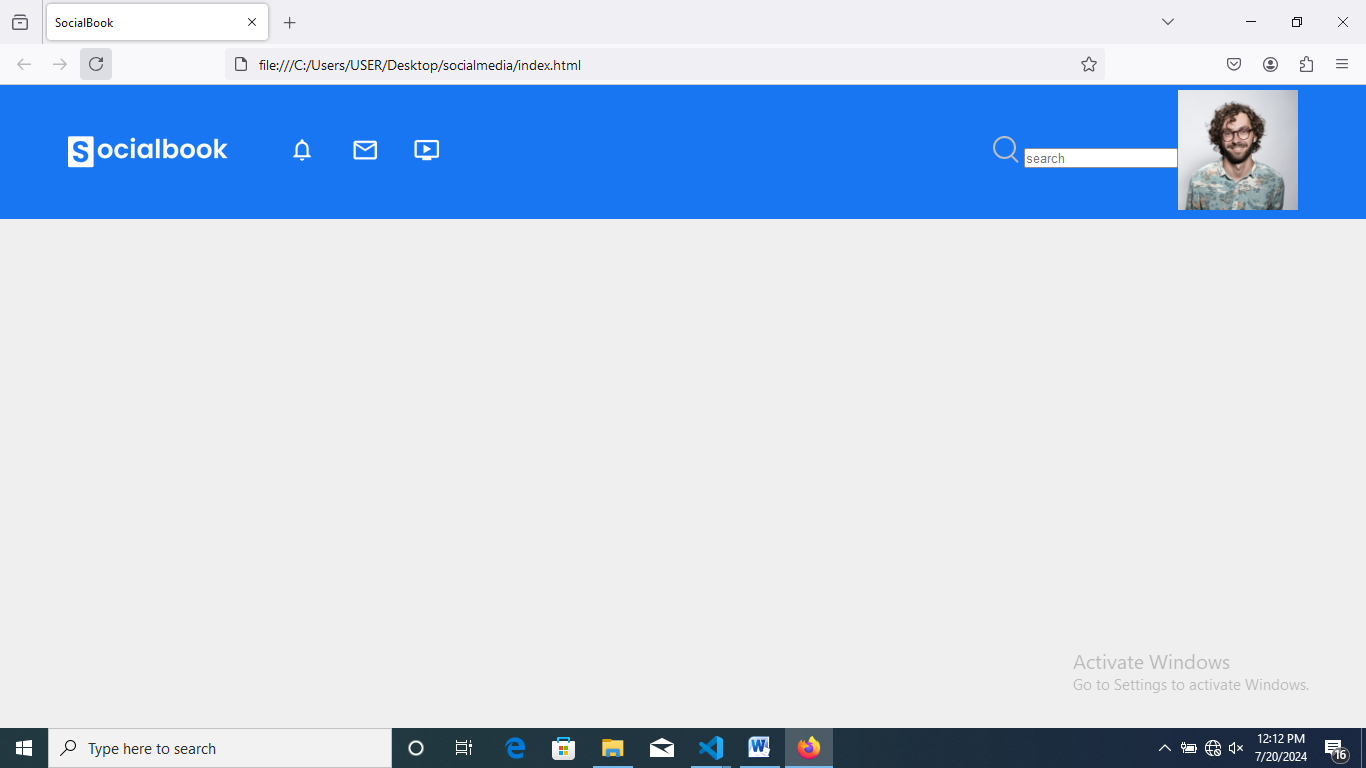 SocialBook
file:///C:/Users/USER/Desktop/socialmedia/index.html
Socialbook
search
Activate Windows
Go to Settings to activate Windows.
Type here to search
12:12 PM
7/20/2024
16